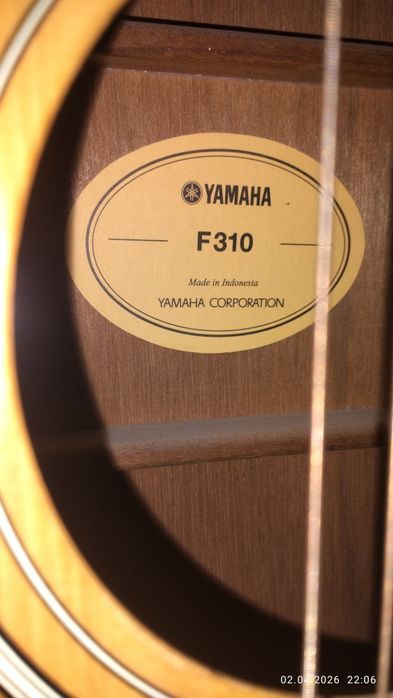 YAMAHA
F310
Made in Indonesia
YAMAHA CORPORATION
02.04.2026 22:06